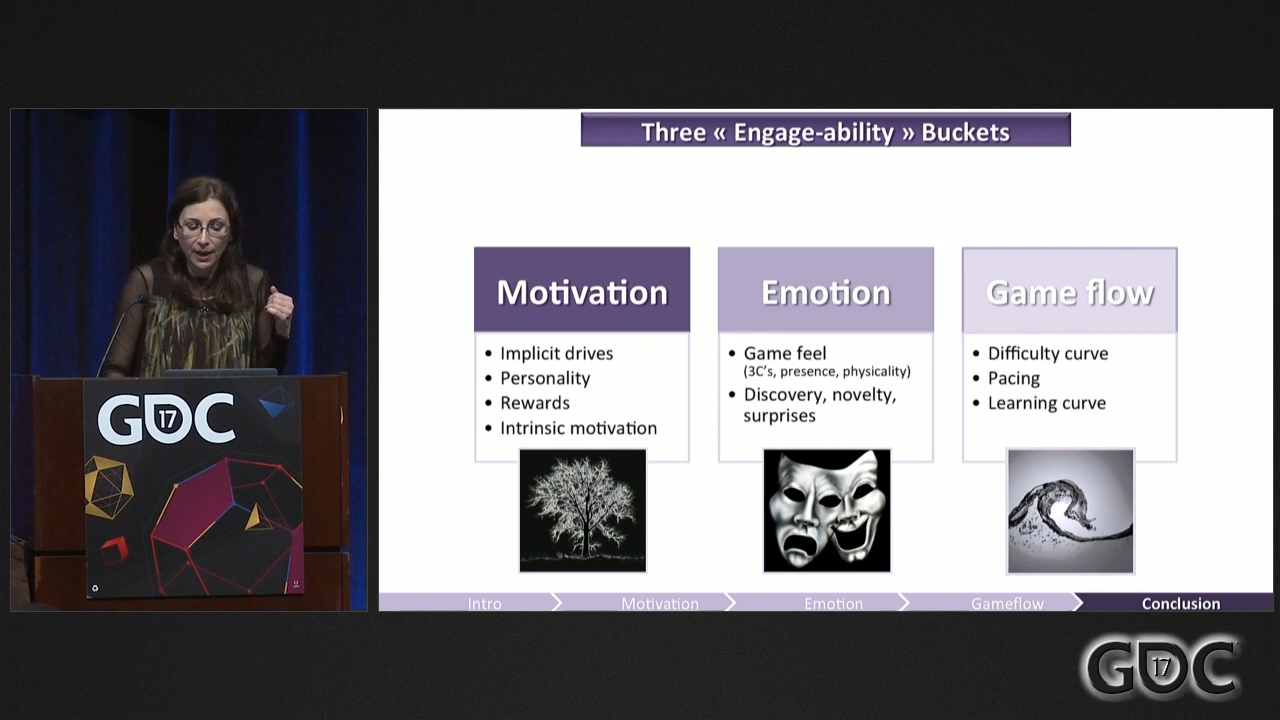 GDC
17
Three « Engage-ability » Buckets
Motivation
• Implicit drives
• Personality
• Rewards
• Intrinsic motivation
Emotion
• Game feel
(3C's, presence, physicality)
• Discovery, novelty,
surprises
Game flow
• Difficulty curve
• Pacing
• Learning curve
Intro
Motivation
Emotion
Gameflow
Conclusion
GDC
17